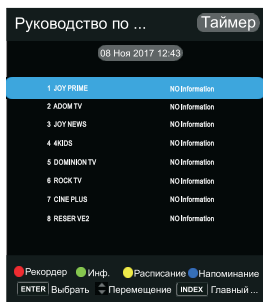 Руководство по ... Таймер
08 Ноя 2017 12:43
1 JOY PRIME NO Information
2 ADOM TV NO Information
3 JOY NEWS NO Information
4 4KIDS NO Information
5 DOMINION TV NO Information
6 ROCK TV NO Information
7 CINE PLUS NO Information
8 RESER VE2 NO Information
Рекордер Инф. Расписание Напоминание
ENTER Выбрать Перемещение INDEX Главный ...